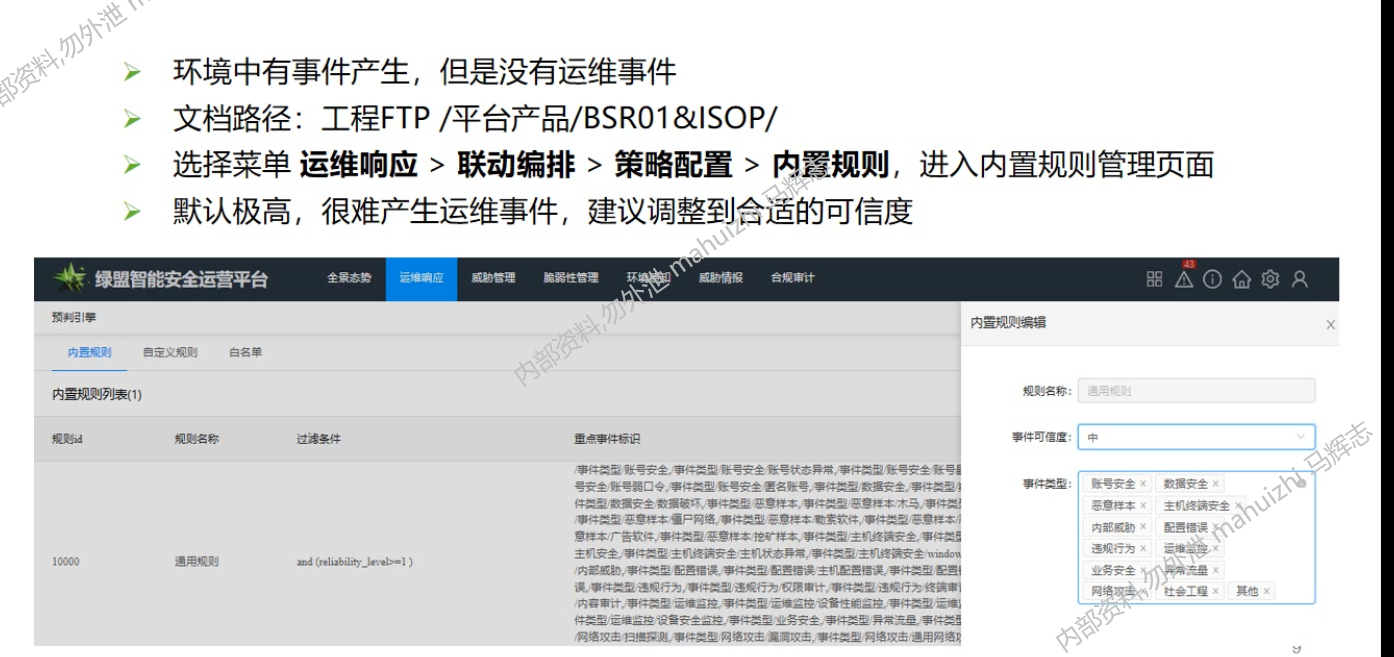 环境中有事件产生，但是没有运维事件
文档路径：工程FTP /平台产品/BSR01&ISOP/
选择菜单 运维响应 > 联动编排 > 策略配置 > 内置规则，进入内置规则管理页面
默认极高，很难产生运维事件，建议调整到合适的可信度
内部资料,勿外泄 mahuizhi 马辉志
绿盟智能安全运营平台 全景态势 运维响应 威胁管理 脆弱性管理 环境感知 威胁情报 合规审计 43
预判引擎
内置规则 自定义规则 白名单
内置规则列表(1)
规则id 规则名称 过滤条件 重点事件标识
10000 通用规则 and (reliability_level>=1 )
/事件类型/账号安全,/事件类型/账号安全/账号状态异常,/事件类型/账号安全/账号
号安全/账号弱口令,/事件类型/账号安全/匿名账号,/事件类型/数据安全,/事件类型/
件类型/数据安全/数据破坏,/事件类型/恶意样本,/事件类型/恶意样本/木马,/事件类
/事件类型/恶意样本/僵尸网络,/事件类型/恶意样本/勒索软件,/事件类型/恶意样本/
意样本/广告软件,/事件类型/恶意样本/挖矿样本,/事件类型/主机终端安全,/事件类型
主机安全,/事件类型/主机终端安全/主机状态异常,/事件类型/主机终端安全/window
/内部威胁,/事件类型/配置错误,/事件类型/配置错误/主机配置错误,/事件类型/配置
误,/事件类型/违规行为,/事件类型/违规行为/权限审计,/事件类型/违规行为/终端审
/内容审计,/事件类型/运维监控,/事件类型/运维监控/设备性能监控,/事件类型/运维
件类型/运维监控/设备安全监控,/事件类型/业务安全,/事件类型/异常流量,/事件类型
/网络攻击/扫描探测,/事件类型/网络攻击/漏洞攻击,/事件类型/网络攻击/通用网络攻
内置规则编辑 X
规则名称： 通用规则
事件可信度： 中
事件类型： 账号安全 × 数据安全 ×
恶意样本 × 主机终端安全 ×
内部威胁 × 配置错误 ×
违规行为 × 运维监控 ×
业务安全 × 异常流量 ×
网络攻击 × 社会工程 × 其他 ×
内部资料,勿外泄 mahuizhi 马辉志
9